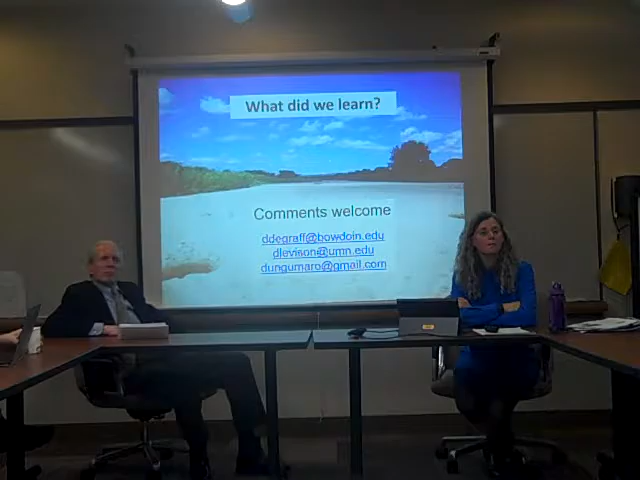 What did we learn?
Comments welcome
ddegraff@bowdoin.edu
dlevison@umn.edu
dungumaro@gmail.com